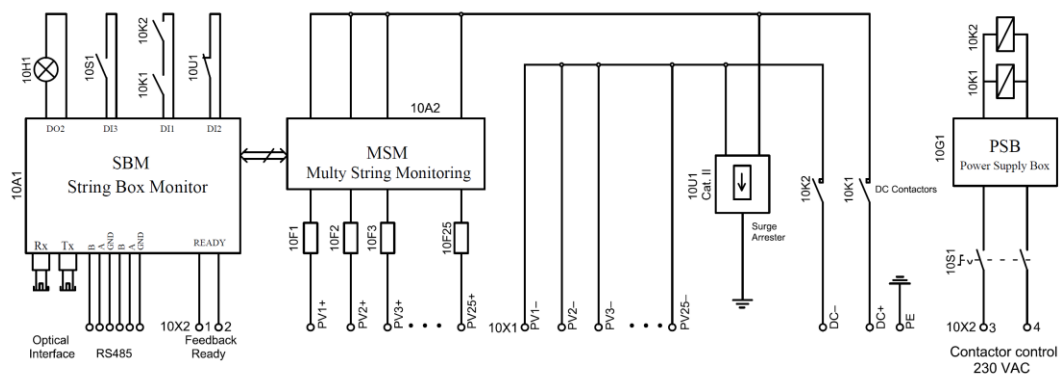 10H1
10S1
10K2
10K1
10U1
DO2
DI3
DI1
DI2
10A1
SBM
String Box Monitor
Rx
Tx
B
A
GND
B
A
GND
READY
Optical
Interface
RS485
10X2
1
2
Feedback
Ready
10A2
MSM
Multy String Monitoring
10F1
10F2
10F3
10F25
PV1+
PV2+
PV3+
PV25+
10X1
PV1–
PV2–
PV3–
PV25–
10U1
Cat. II
Surge
Arrester
10K2
10K1
DC Contactors
DC–
DC+
PE
10K2
10K1
10G1
PSB
Power Supply Box
10S1
10X2
3
4
Contactor control
230 VAC